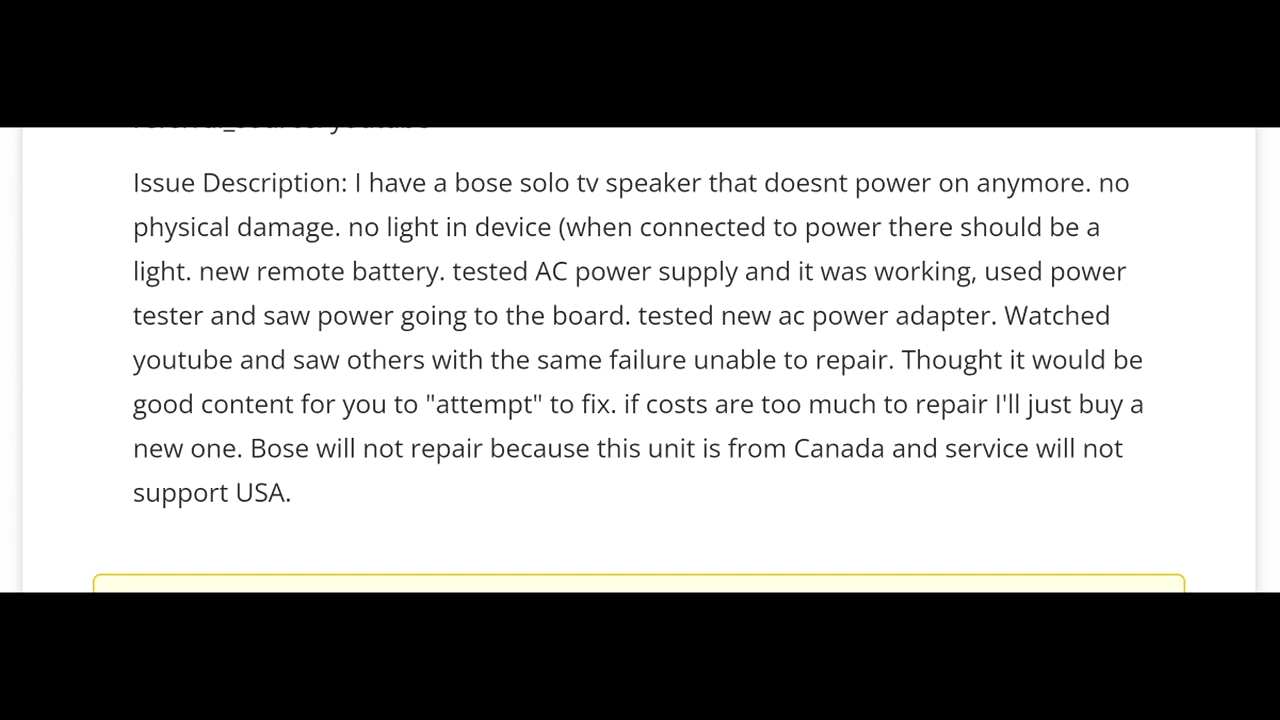 Issue Description: I have a bose solo tv speaker that doesnt power on anymore. no
physical damage. no light in device (when connected to power there should be a
light. new remote battery. tested AC power supply and it was working, used power
tester and saw power going to the board. tested new ac power adapter. Watched
youtube and saw others with the same failure unable to repair. Thought it would be
good content for you to "attempt" to fix. if costs are too much to repair I'll just buy a
new one. Bose will not repair because this unit is from Canada and service will not
support USA.